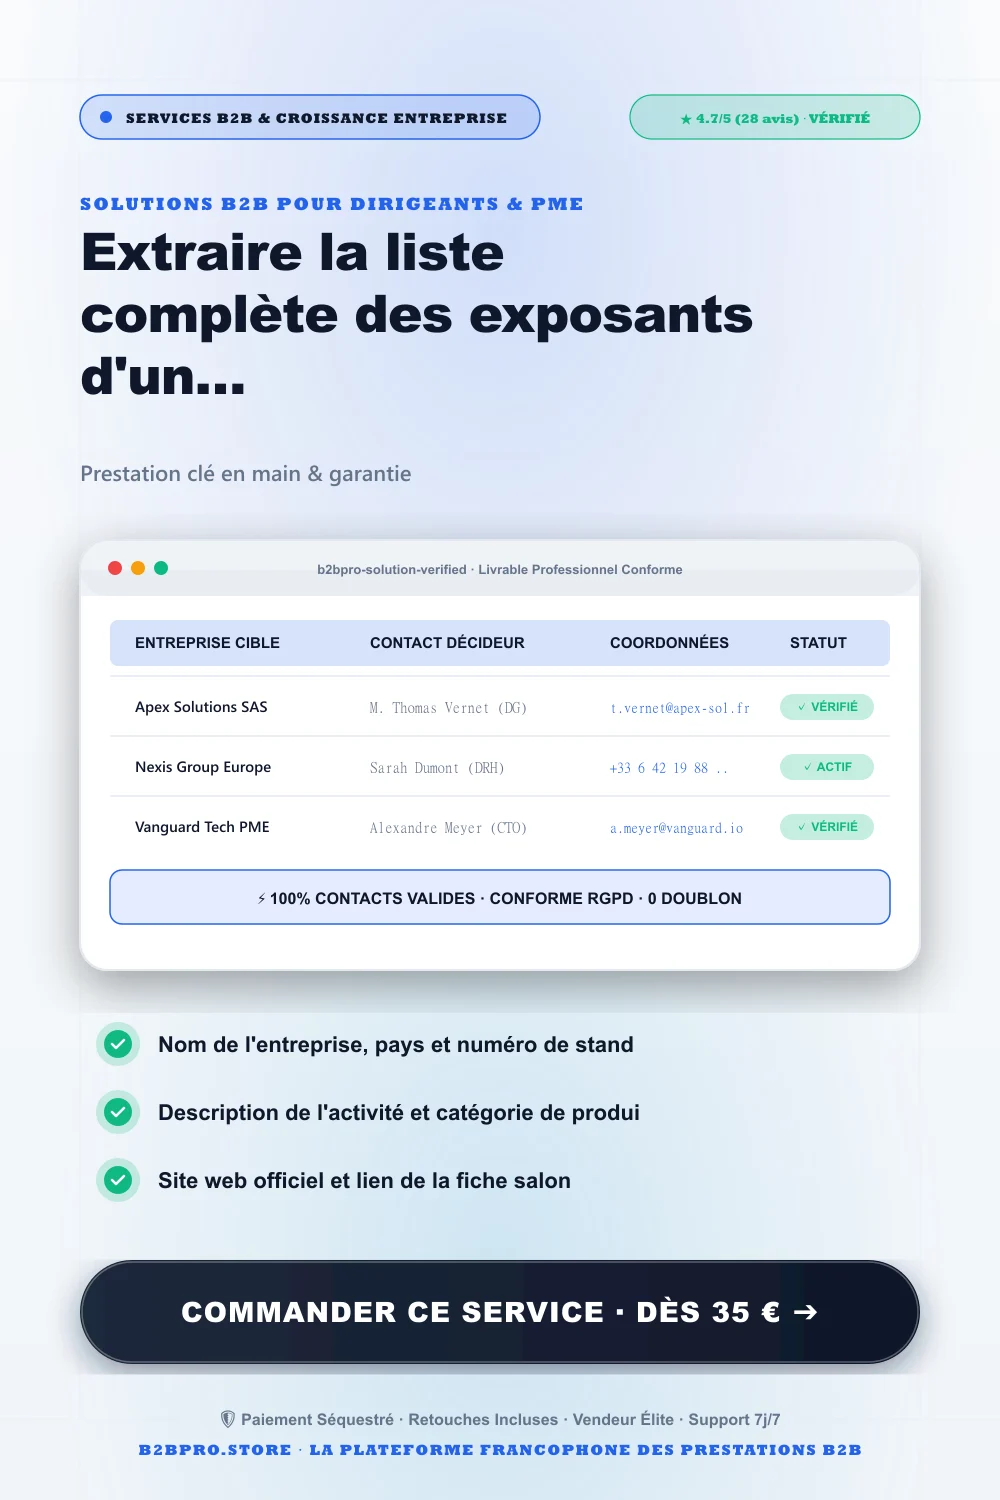 SERVICES B2B & CROISSANCE ENTREPRISE
★ 4.7/5 (28 avis) · VÉRIFIÉ
SOLUTIONS B2B POUR DIRIGEANTS & PME
Extraire la liste
complète des exposants
d'un...
Prestation clé en main & garantie
b2bpro-solution-verified · Livrable Professionnel Conforme
ENTREPRISE CIBLE CONTACT DÉCIDEUR COORDONNÉES STATUT
Apex Solutions SAS M. Thomas Vernet (DG) t.vernet@apex-sol.fr ✓ VÉRIFIÉ
Nexis Group Europe Sarah Dumont (DRH) +33 6 42 19 88 .. ✓ ACTIF
Vanguard Tech PME Alexandre Meyer (CTO) a.meyer@vanguard.io ✓ VÉRIFIÉ
⚡ 100% CONTACTS VALIDES · CONFORME RGPD · 0 DOUBLON
Nom de l'entreprise, pays et numéro de stand
Description de l'activité et catégorie de produi
Site web officiel et lien de la fiche salon
COMMANDER CE SERVICE · DÈS 35 € →
🛡 Paiement Séquestré · Retouches Incluses · Vendeur Élite · Support 7j/7
B2BPRO.STORE · LA PLATEFORME FRANCOPHONE DES PRESTATIONS B2B